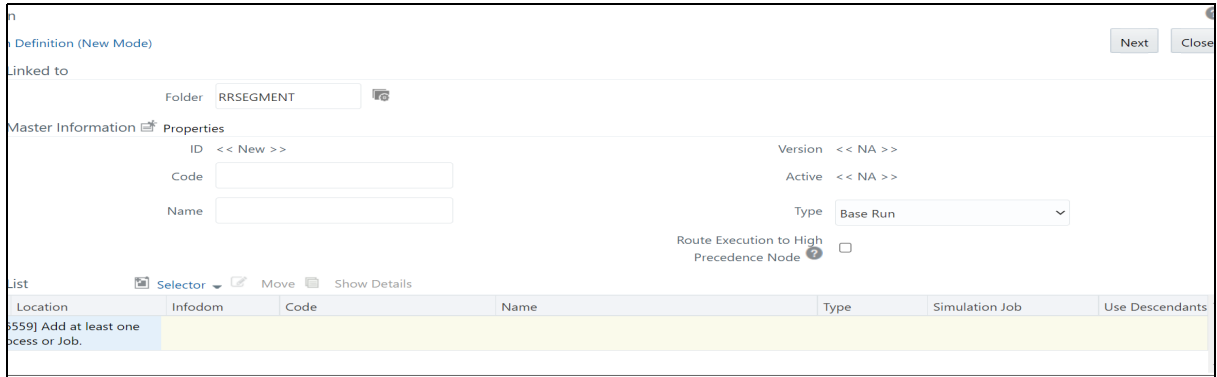 n
n Definition (New Mode) Next Close
Linked to
Folder RRSEGMENT
Master Information Properties
ID << New >> Version << NA >>
Code Active << NA >>
Name Type Base Run
Route Execution to High
Precedence Node ?
List Selector Move Show Details
Location Infodom Code Name Type Simulation Job Use Descendants
5559] Add at least one
ocess or Job.